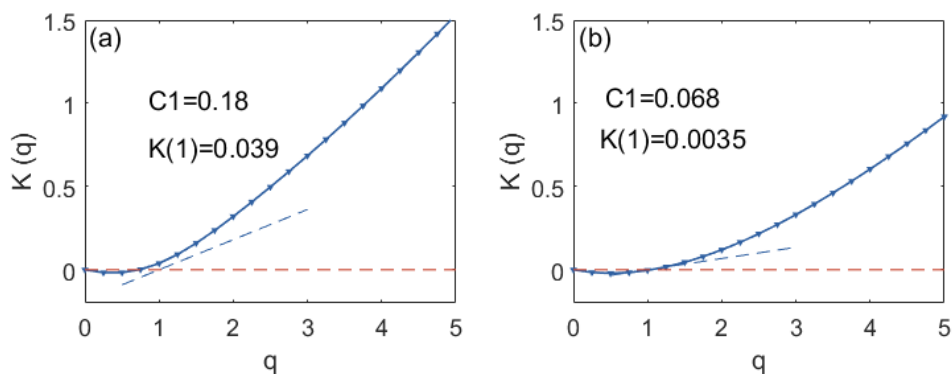 (a)
C1=0.18
K(1)=0.039
K (q)
1.5
1
0.5
0
0 1 2 3 4 5
q
(b)
C1=0.068
K(1)=0.0035
K (q)
1.5
1
0.5
0
0 1 2 3 4 5
q